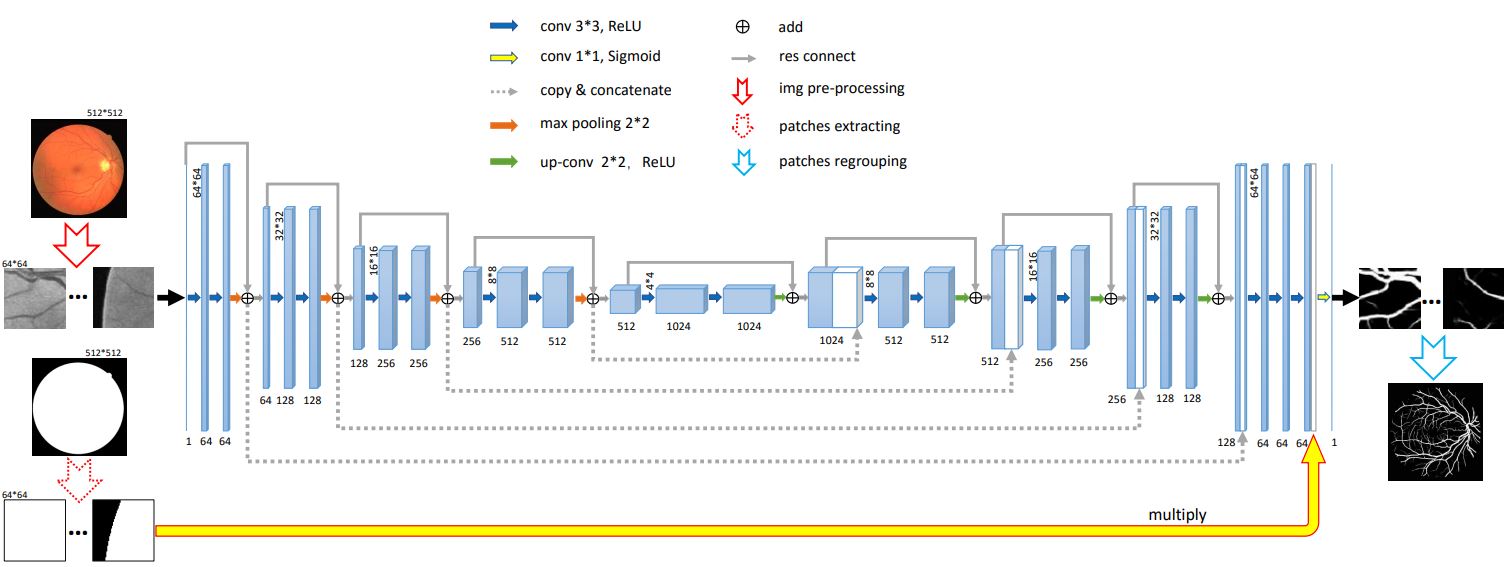 conv 3*3, ReLU
add
conv 1*1, Sigmoid
res connect
copy & concatenate
img pre-processing
max pooling 2*2
patches extracting
up-conv 2*2, ReLU
patches regrouping
512*512
64*64
64*64
32*32
16*16
8*8
4*4
8*8
16*16
32*32
64*64
512*512
64*64
1 64 64
64 128 128
128 256 256
256 512 512
512 1024 1024
1024 512 512
512 256 256
256 128 128
128 64 64 64 1
multiply